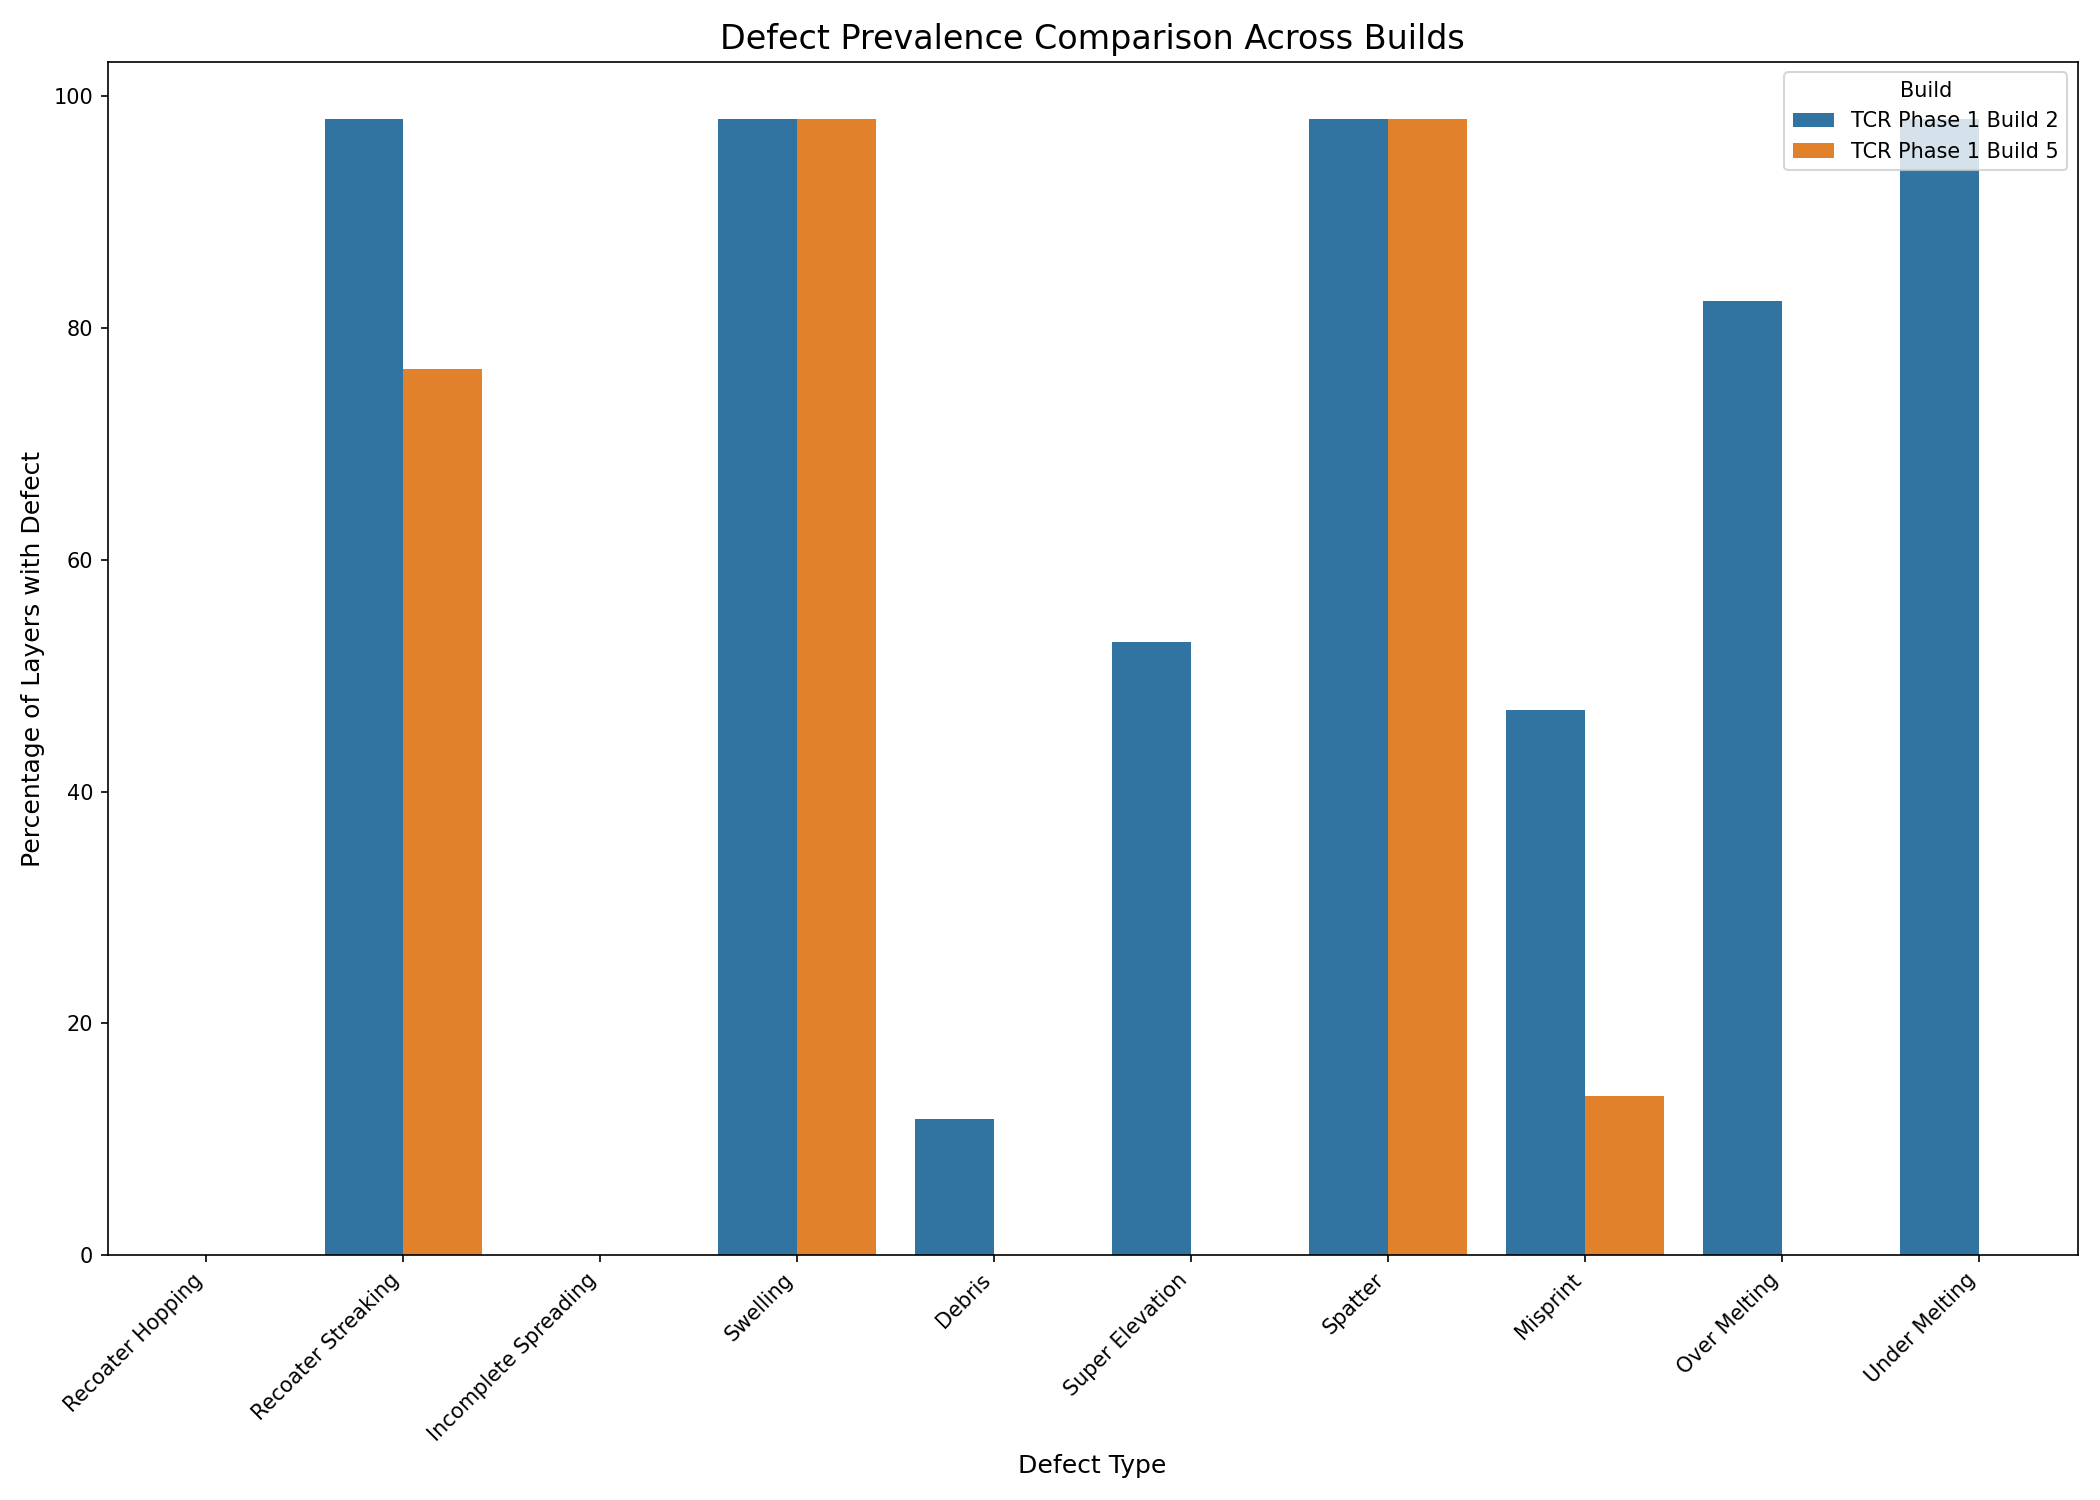 Defect Prevalence Comparison Across Builds
Build
TCR Phase 1 Build 2
TCR Phase 1 Build 5
Percentage of Layers with Defect
100
80
60
40
20
0
Recoater Hopping
Recoater Streaking
Incomplete Spreading
Swelling
Debris
Super Elevation
Spatter
Misprint
Over Melting
Under Melting
Defect Type